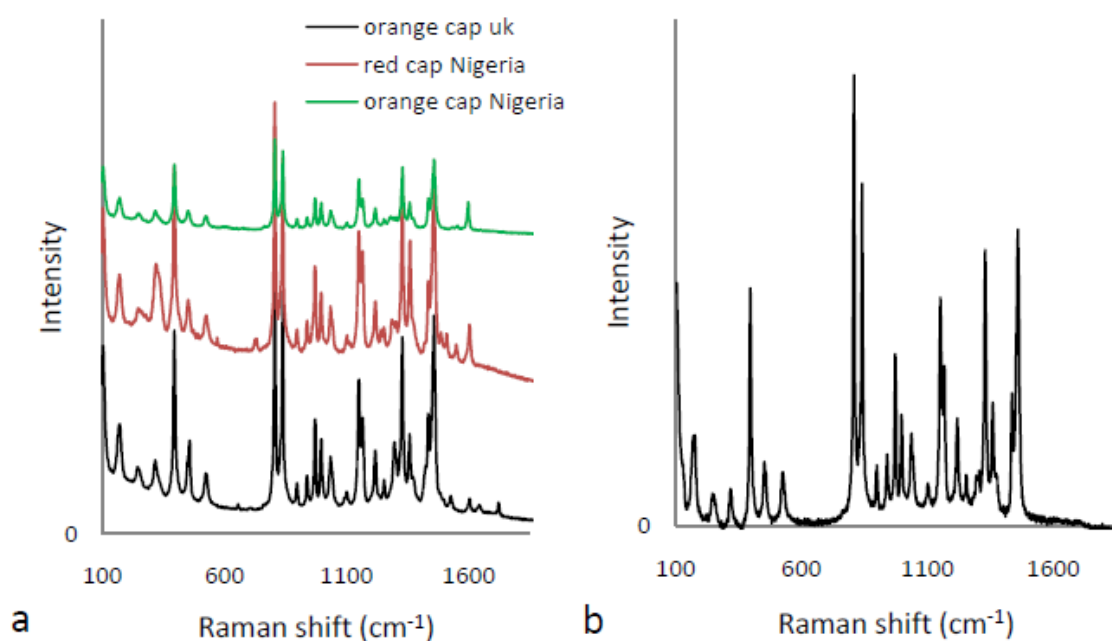 orange cap uk
red cap Nigeria
orange cap Nigeria
Intensity
0
100 600 1100 1600
a Raman shift (cm⁻¹)
Intensity
0
100 600 1100 1600
b Raman shift (cm⁻¹)